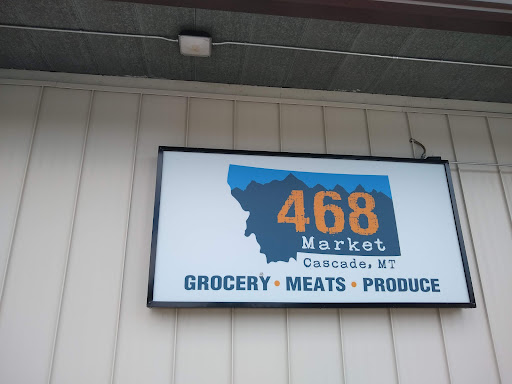 468
Market
Cascade, MT
GROCERY • MEATS • PRODUCE